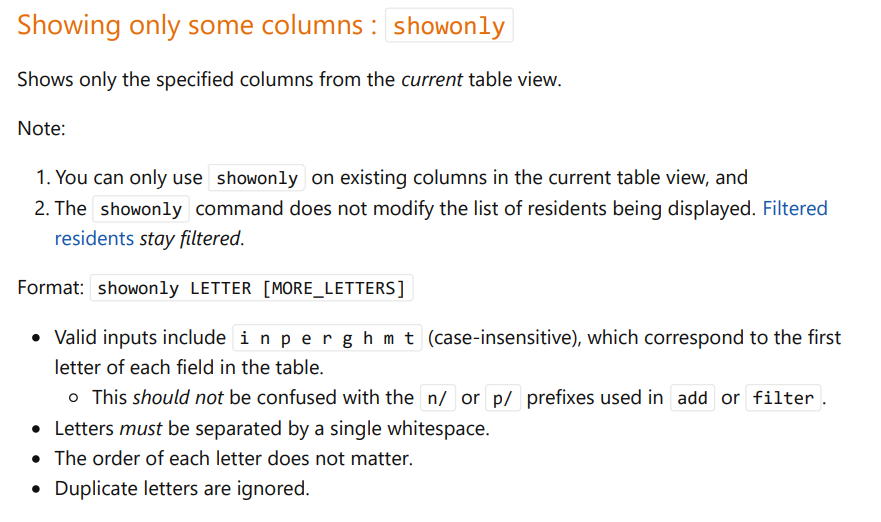 Showing only some columns : showonly
Shows only the specified columns from the current table view.
Note:
1. You can only use showonly on existing columns in the current table view, and
2. The showonly command does not modify the list of residents being displayed. Filtered
residents stay filtered.
Format: showonly LETTER [MORE_LETTERS]
• Valid inputs include i n p e r g h m t (case-insensitive), which correspond to the first
letter of each field in the table.
◦ This should not be confused with the n/ or p/ prefixes used in add or filter.
• Letters must be separated by a single whitespace.
• The order of each letter does not matter.
• Duplicate letters are ignored.